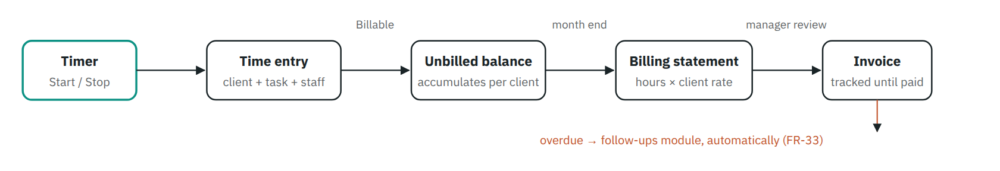 Billable
month end
manager review
Timer
Start / Stop
Time entry
client + task + staff
Unbilled balance
accumulates per client
Billing statement
hours × client rate
Invoice
tracked until paid
overdue → follow-ups module, automatically (FR-33)